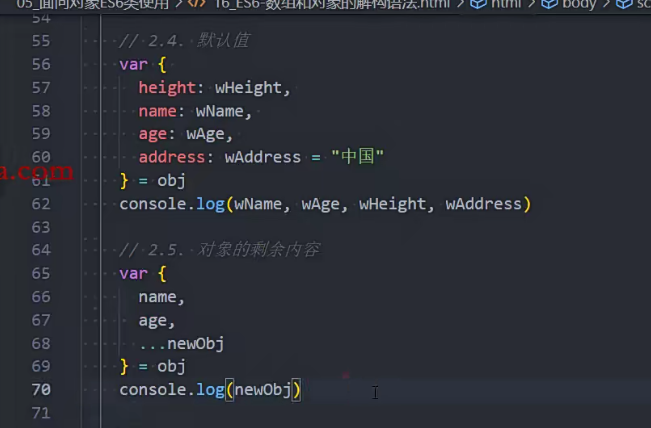 05_面向对象ES6类使用 > 16_ES6-数组和对象的解构语法.html > html > body > sc
54
55 // 2.4. 默认值
56 var {
57 height: wHeight,
58 name: wName,
59 age: wAge,
60 address: wAddress = "中国"
a.com
61 } = obj
62 console.log(wName, wAge, wHeight, wAddress)
63
64 // 2.5. 对象的剩余内容
65 var {
66 name,
67 age,
68 ...newObj
69 } = obj
70 console.log(newObj)
71